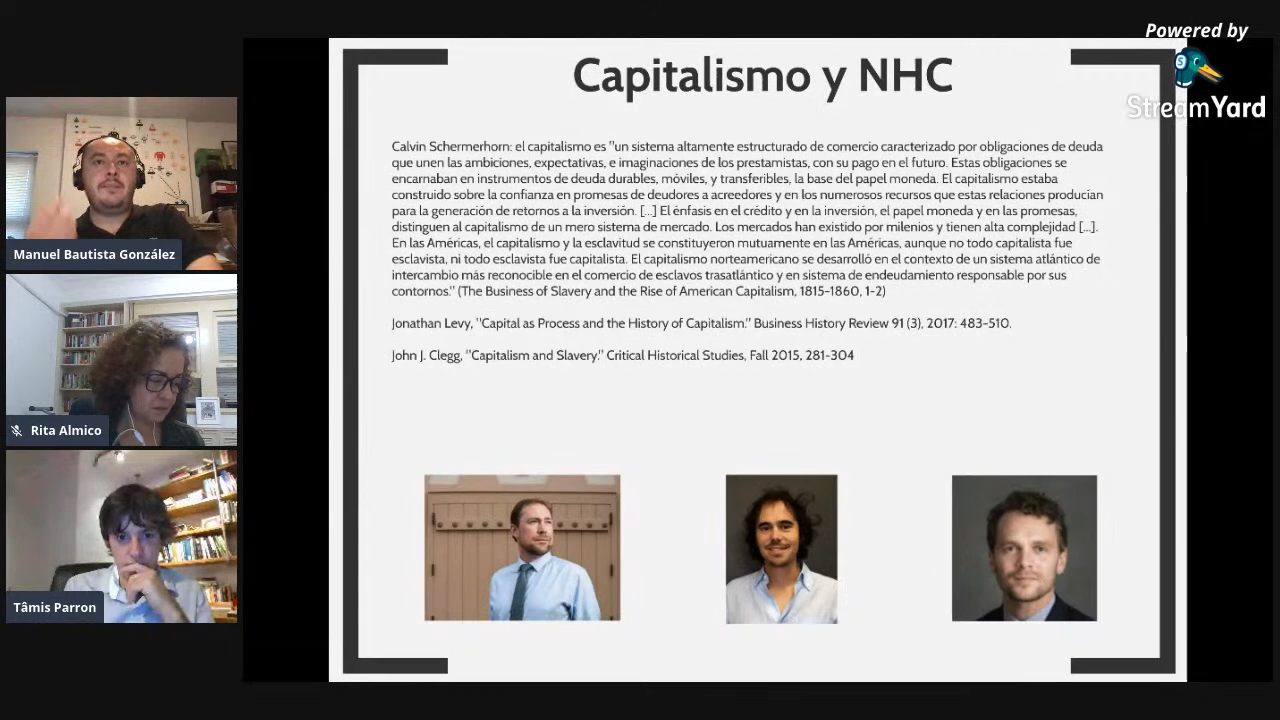 Powered by
StreamYard
Capitalismo y NHC
Calvin Schermerhorn: el capitalismo es "un sistema altamente estructurado de comercio caracterizado por obligaciones de deuda
que unen las ambiciones, expectativas, e imaginaciones de los prestamistas, con su pago en el futuro. Estas obligaciones se
encarnaban en instrumentos de deuda durables, móviles, y transferibles, la base del papel moneda. El capitalismo estaba
construido sobre la confianza en promesas de deudores a acreedores y en los numerosos recursos que estas relaciones producían
para la generación de retornos a la inversión. [...] El énfasis en el crédito y en la inversión, el papel moneda y en las promesas,
distinguen al capitalismo de un mero sistema de mercado. Los mercados han existido por milenios y tienen alta complejidad [...].
En las Américas, el capitalismo y la esclavitud se constituyeron mutuamente en las Américas, aunque no todo capitalista fue
esclavista, ni todo esclavista fue capitalista. El capitalismo norteamericano se desarolló en el contexto de un sistema atlántico de
intercambio más reconocible en el comercio de esclavos trasatlántico y en sistema de endeudamiento responsable por sus
contornos." (The Business of Slavery and the Rise of American Capitalism, 1815-1860, 1-2)
Jonathan Levy, "Capital as Process and the History of Capitalism." Business History Review 91 (3), 2017: 483-510.
John J. Clegg, "Capitalism and Slavery." Critical Historical Studies, Fall 2015, 281-304
Manuel Bautista González
Rita Almico
Tâmis Parron